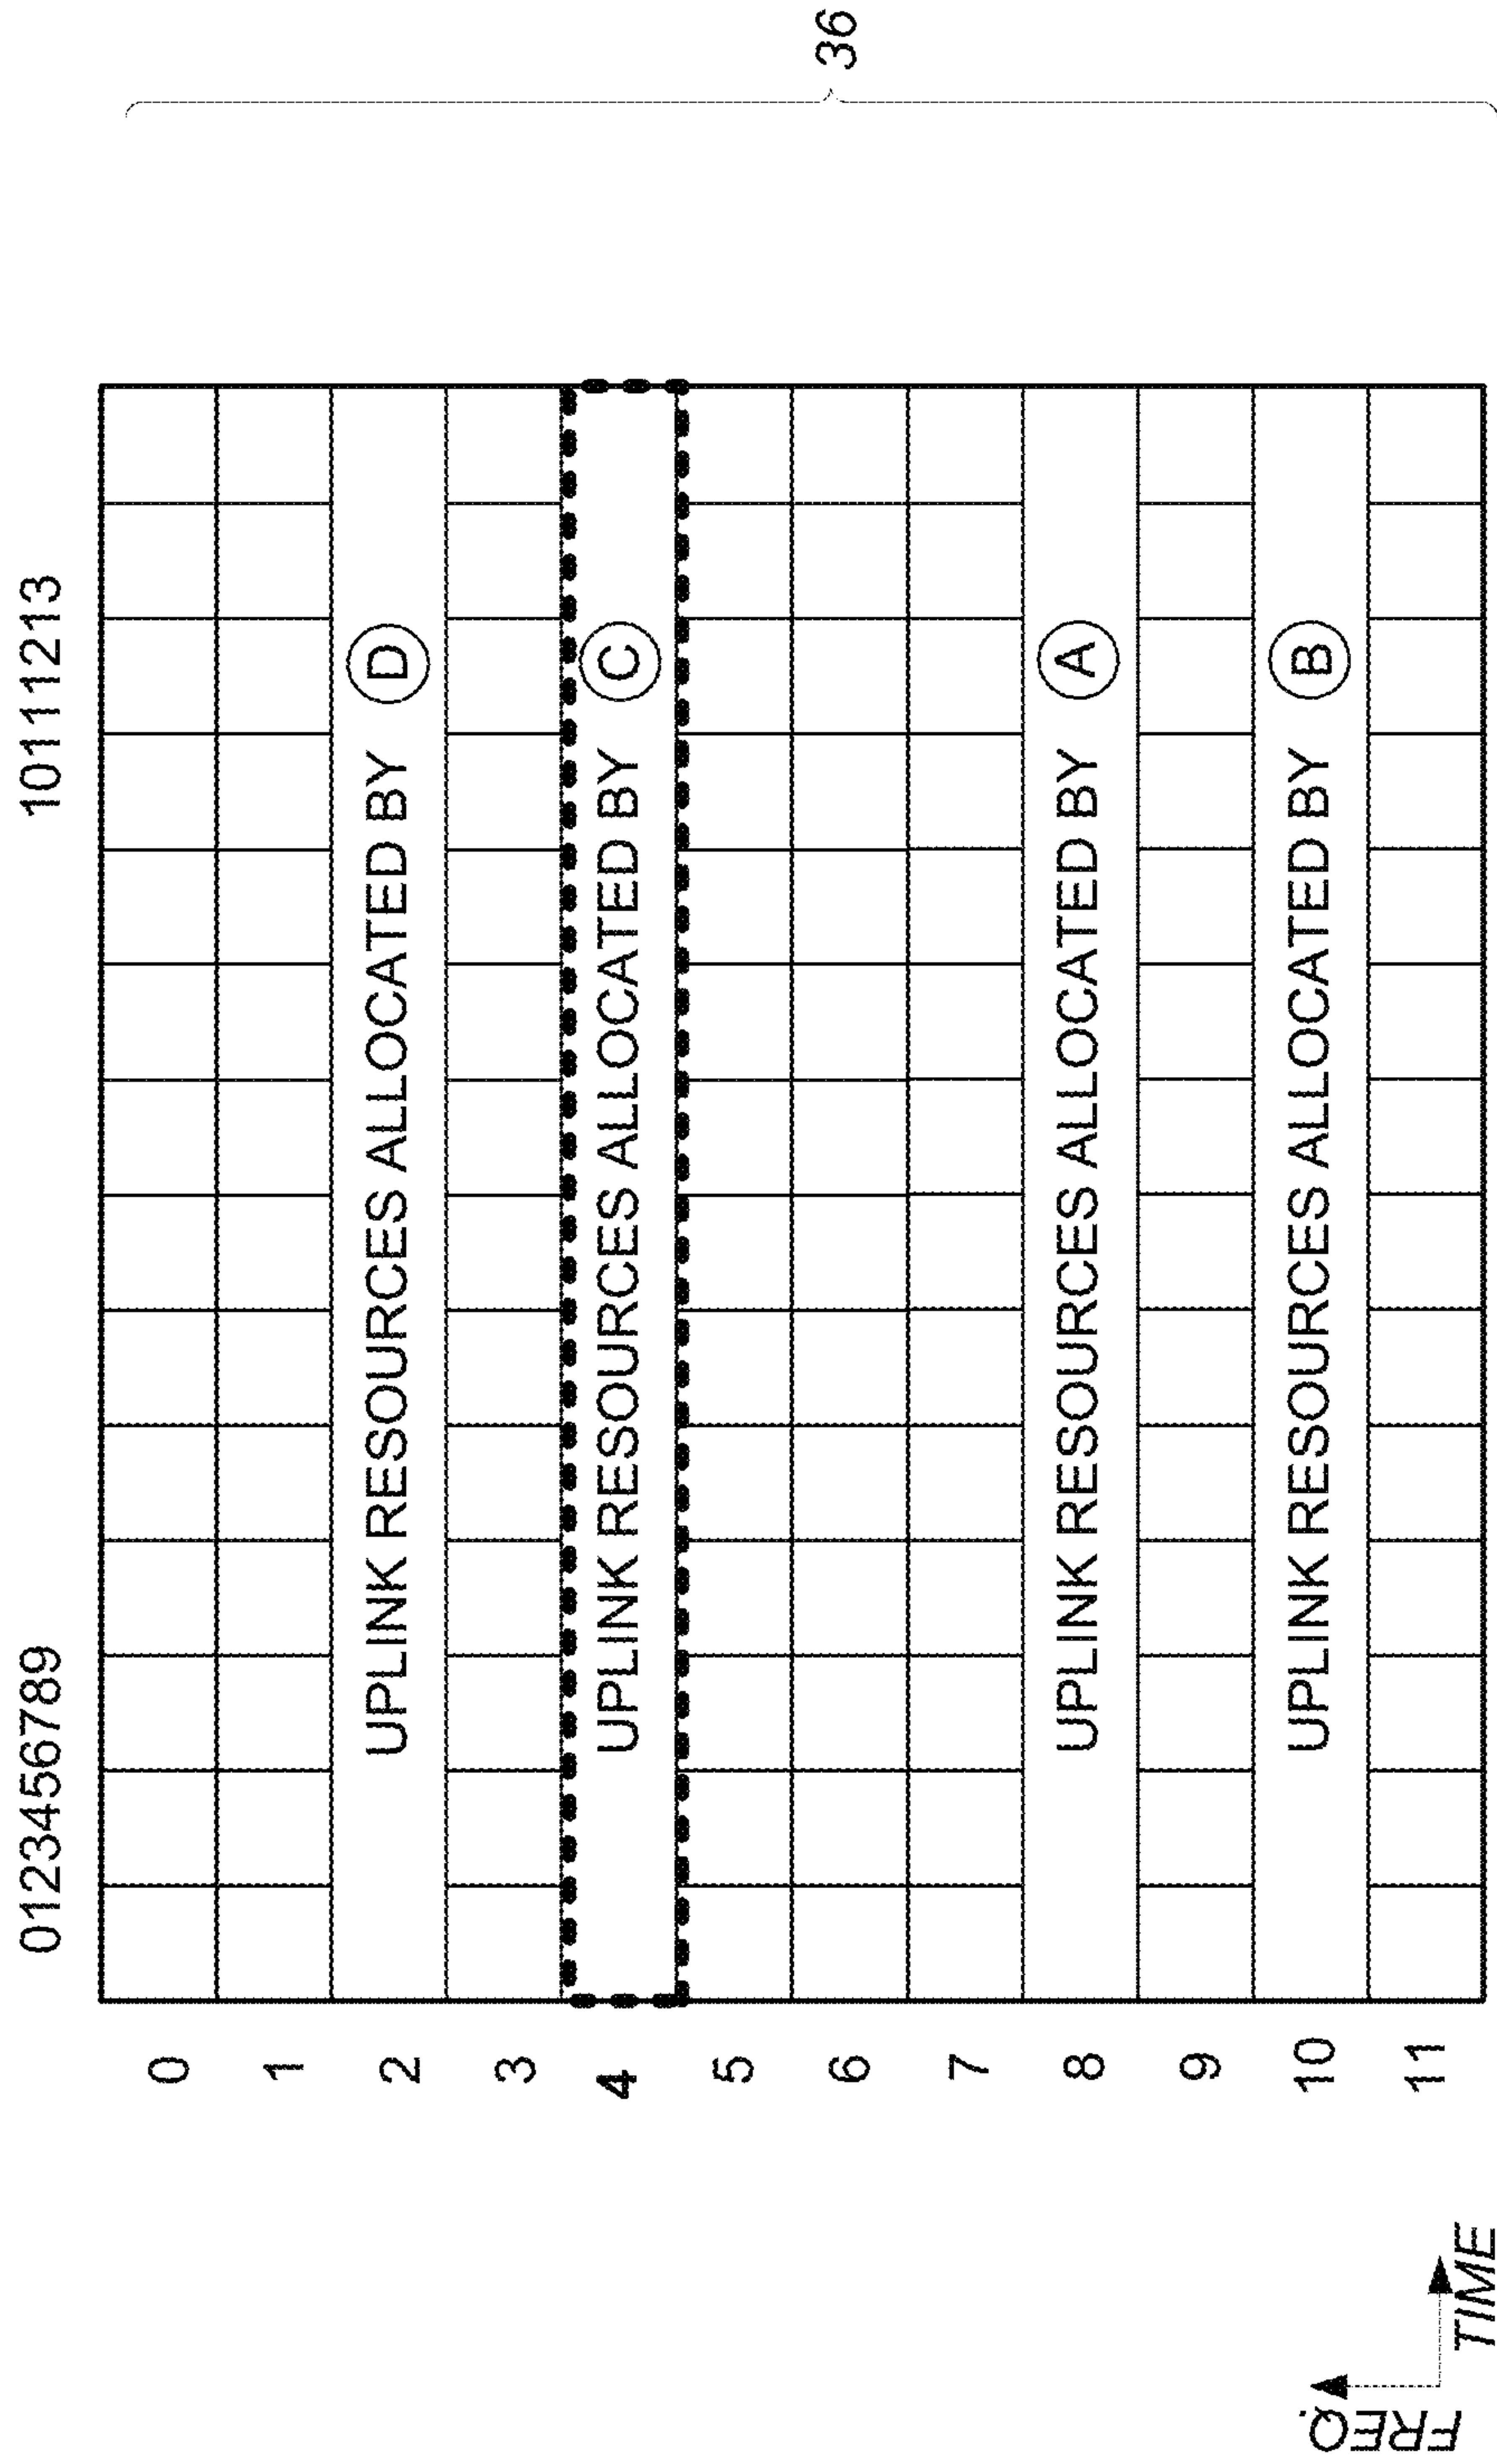 0123456789 10111213
0
1
2 UPLINK RESOURCES ALLOCATED BY D
3
4 UPLINK RESOURCES ALLOCATED BY C
5
6
36
7
8 UPLINK RESOURCES ALLOCATED BY A
9
10 UPLINK RESOURCES ALLOCATED BY B
11
FREQ.
TIME